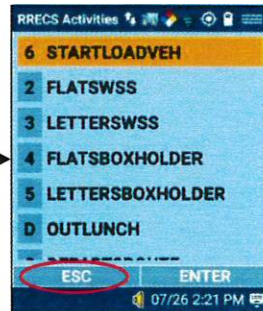 RRECS Activities
6 STARTLOADVEH
2 FLATSWSS
3 LETTERSWSS
4 FLATSBOXHOLDER
5 LETTERSBOXHOLDER
D OUTLUNCH
ESC ENTER
07/26 2:21 PM